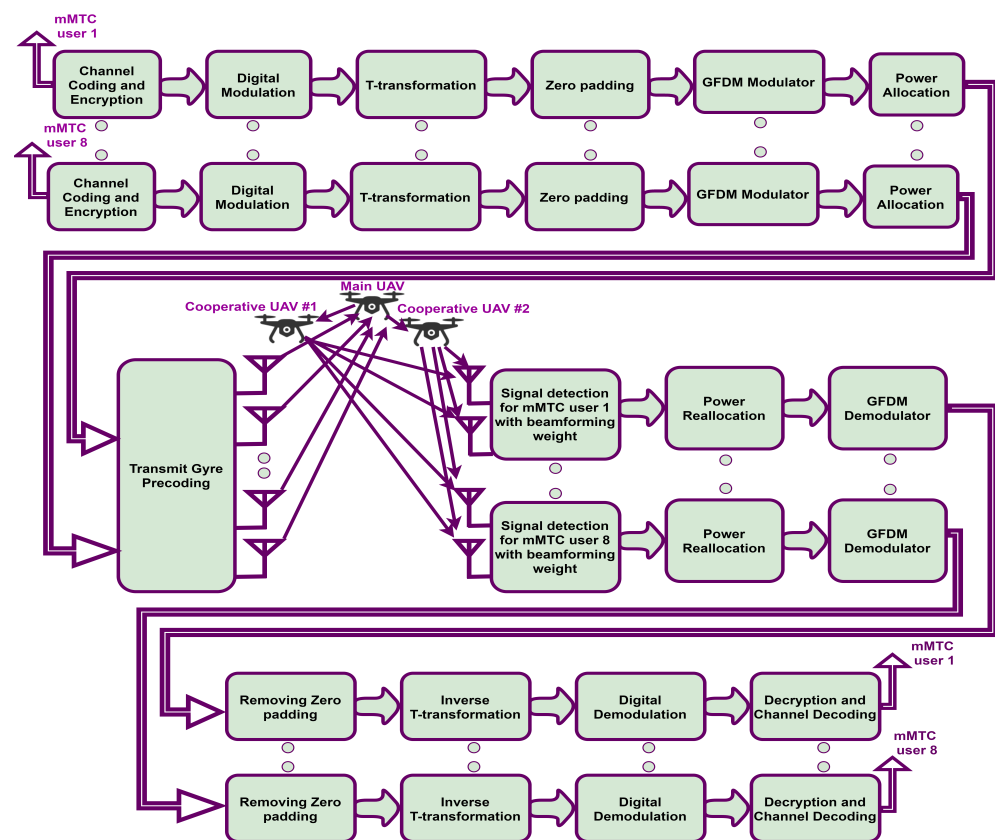 mMTC
user 1
Channel
Coding and
Encryption
Digital
Modulation
T-transformation
Zero padding
GFDM Modulator
Power
Allocation
mMTC
user 8
Channel
Coding and
Encryption
Digital
Modulation
T-transformation
Zero padding
GFDM Modulator
Power
Allocation
Main UAV
Cooperative UAV #1
Cooperative UAV #2
Transmit Gyre
Precoding
Signal detection
for mMTC user 1
with beamforming
weight
Power
Reallocation
GFDM
Demodulator
Signal detection
for mMTC user 8
with beamforming
weight
Power
Reallocation
GFDM
Demodulator
mMTC
user 1
Removing Zero
padding
Inverse
T-transformation
Digital
Demodulation
Decryption and
Channel Decoding
mMTC
user 8
Removing Zero
padding
Inverse
T-transformation
Digital
Demodulation
Decryption and
Channel Decoding